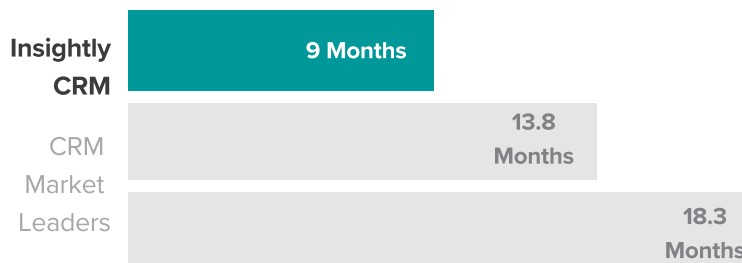 Insightly
CRM
9 Months
CRM
Market
Leaders
13.8
Months
18.3
Months